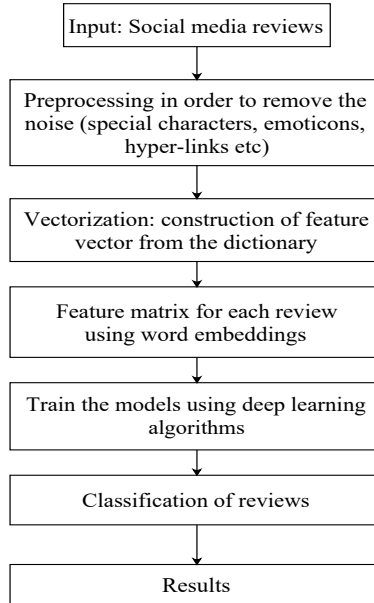 Input: Social media reviews
Preprocessing in order to remove the
noise (special characters, emoticons,
hyper-links etc)
Vectorization: construction of feature
vector from the dictionary
Feature matrix for each review
using word embeddings
Train the models using deep learning
algorithms
Classification of reviews
Results